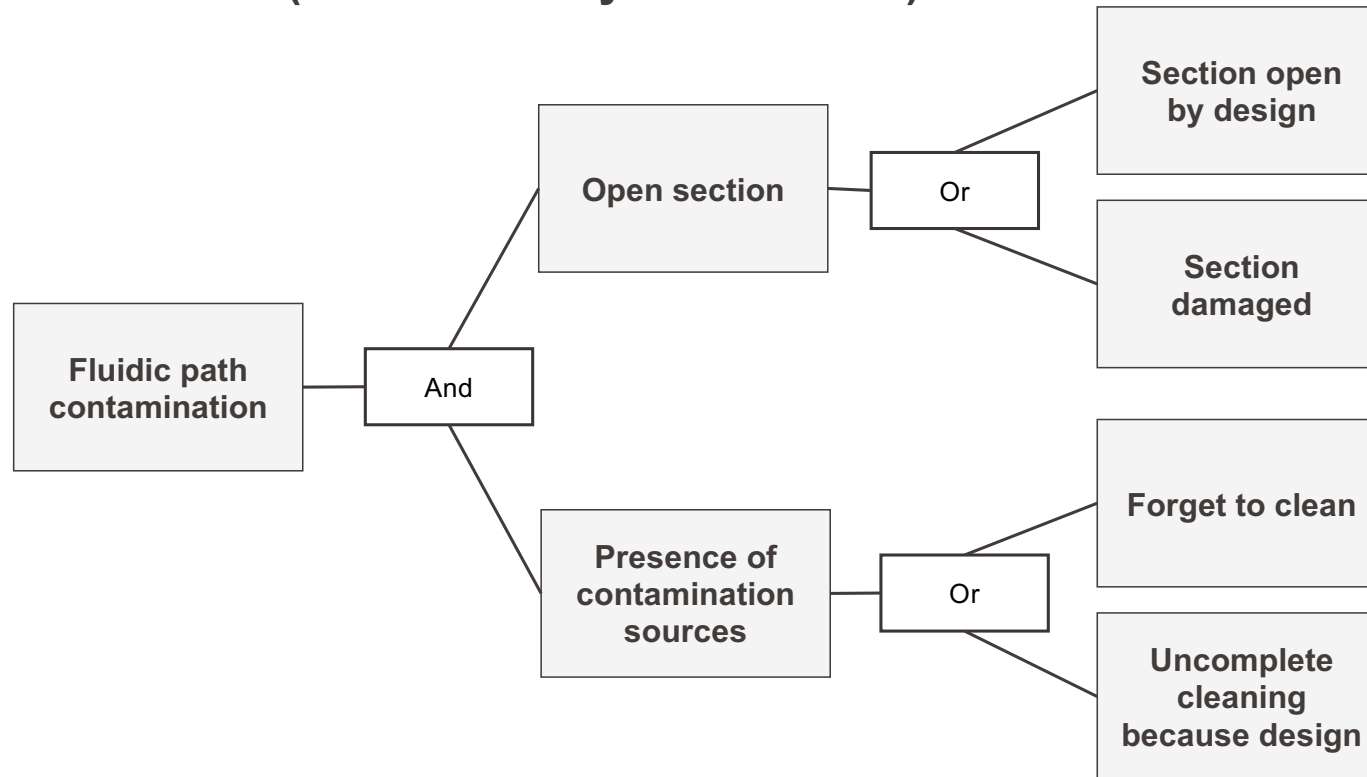 Section open
by design
Open section
Or
Section
damaged
Fluidic path
contamination
And
Forget to clean
Presence of
contamination
sources
Or
Uncomplete
cleaning
because design